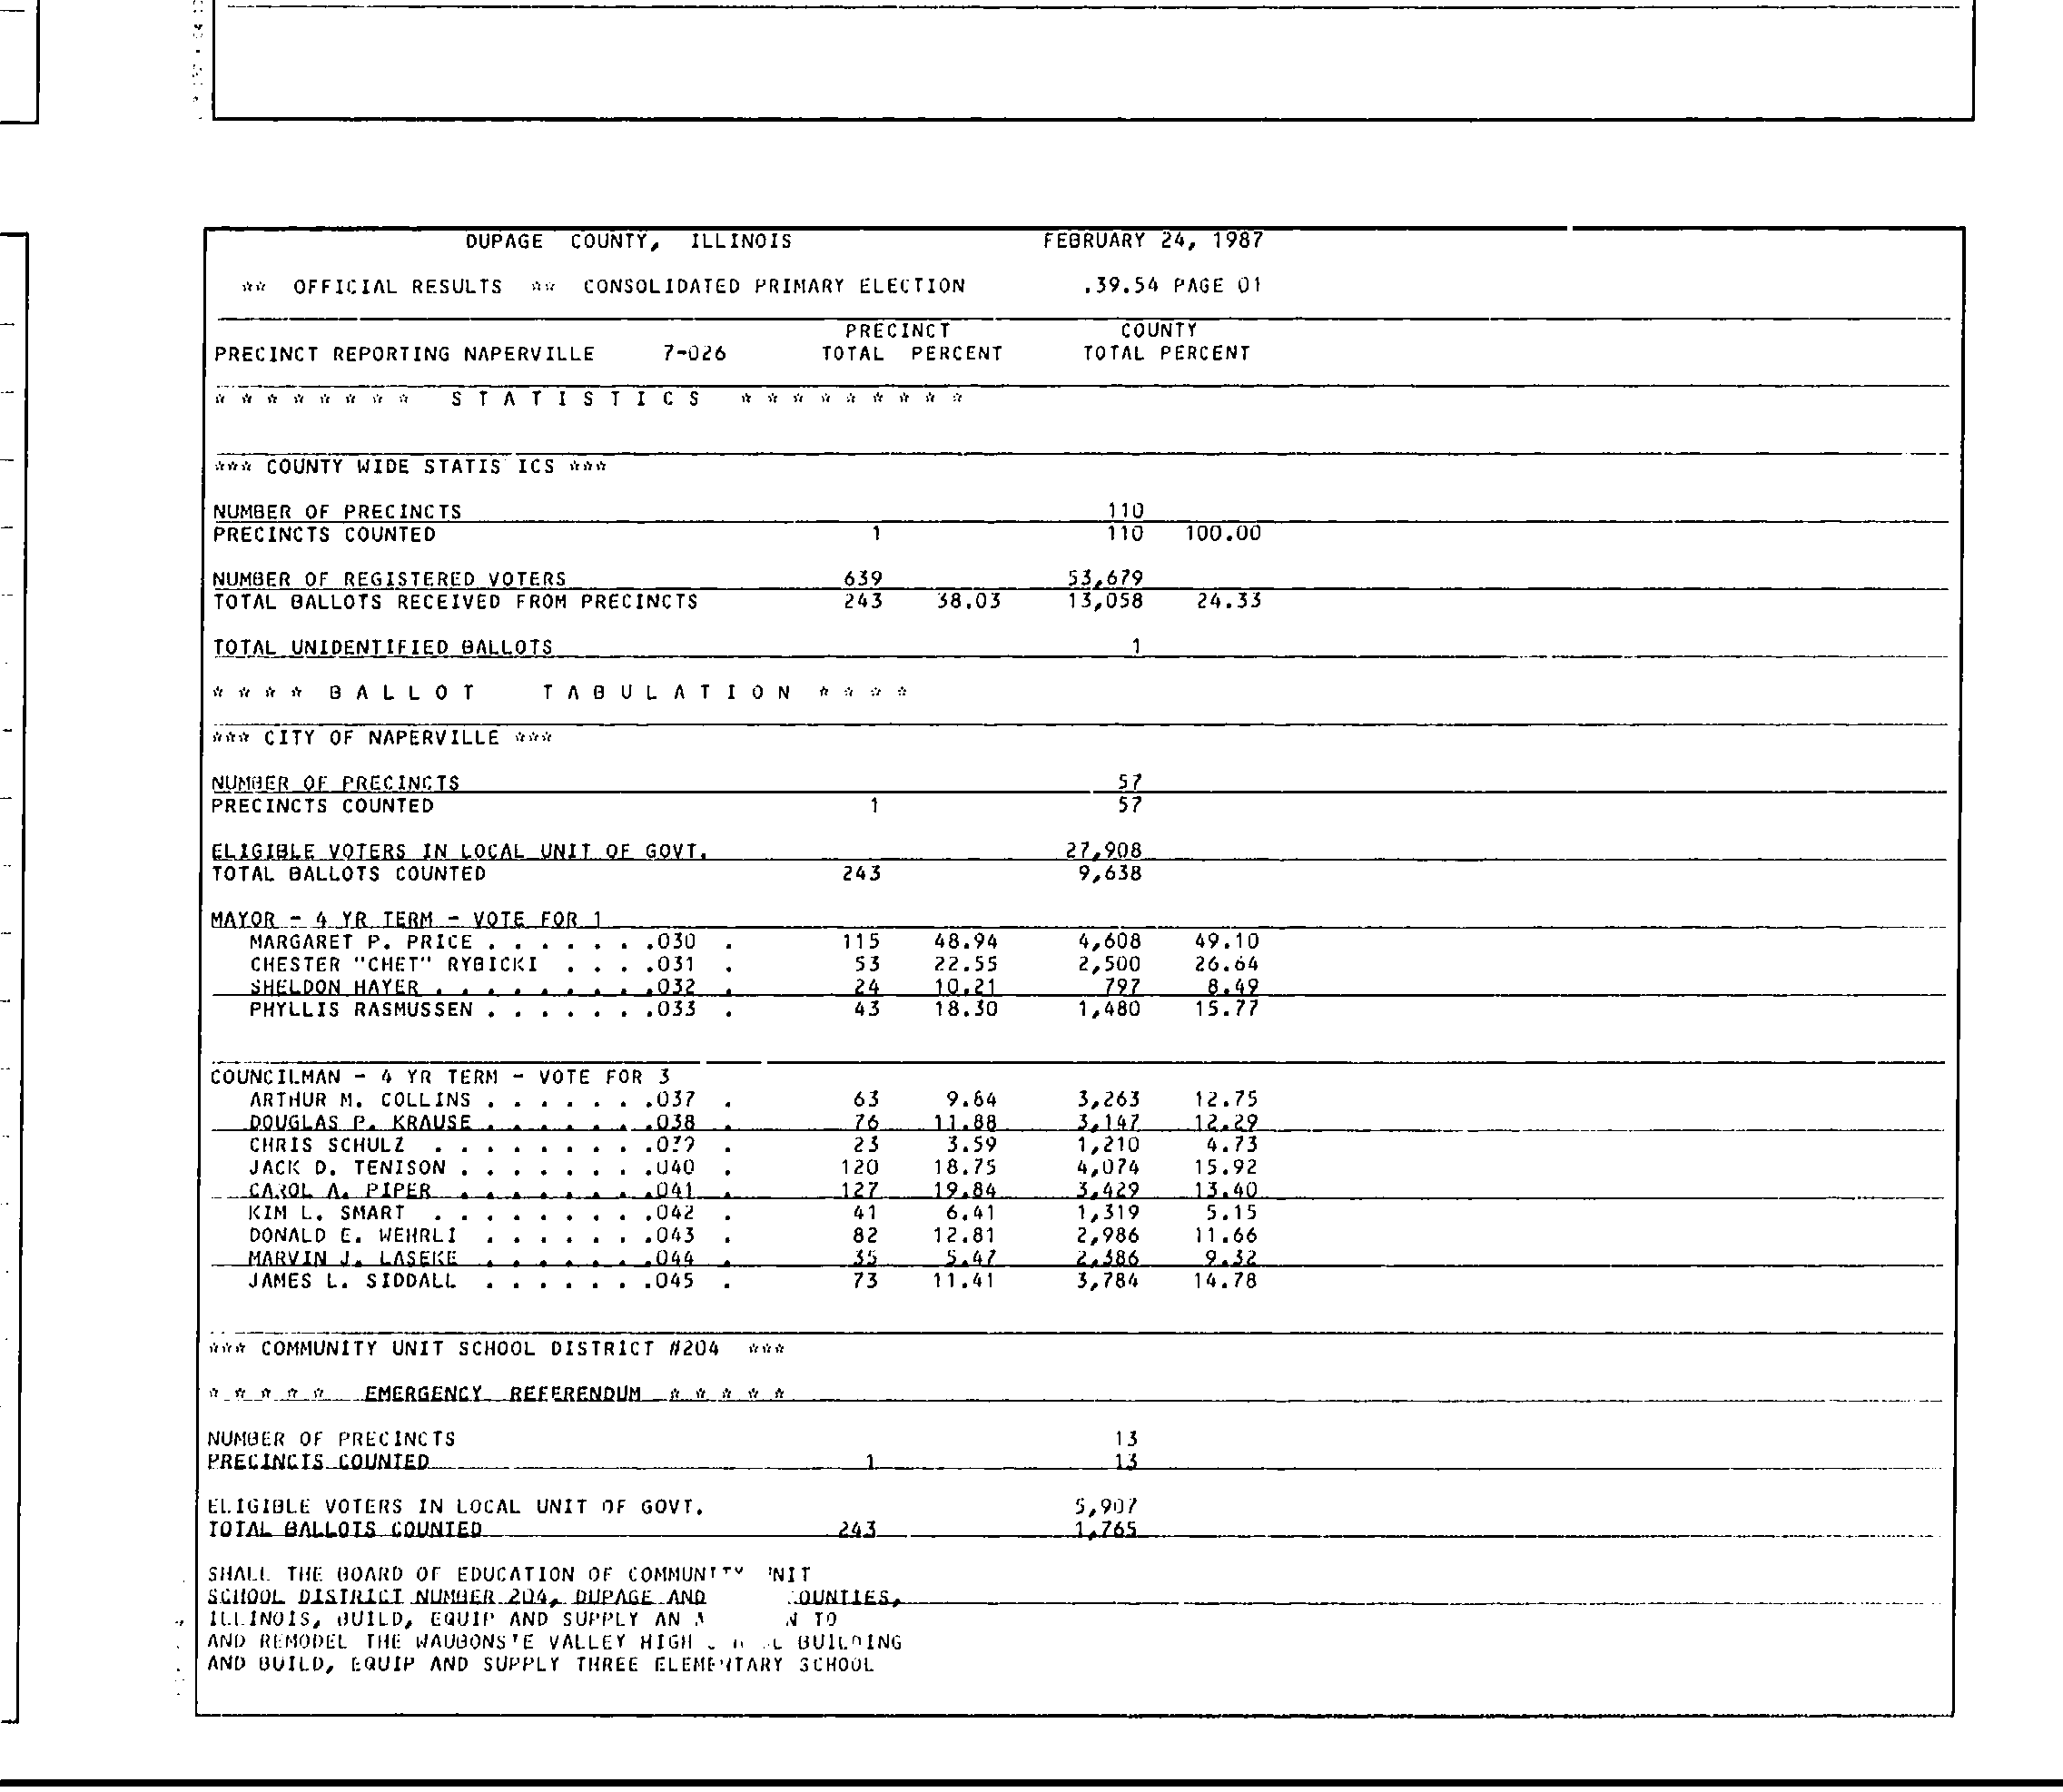 DUPAGE COUNTY, ILLINOIS FEBRUARY 24, 1987
** OFFICIAL RESULTS ** CONSOLIDATED PRIMARY ELECTION .39.54 PAGE 01
PRECINCT COUNTY
PRECINCT REPORTING NAPERVILLE 7-026 TOTAL PERCENT TOTAL PERCENT
* * * * * * * * S T A T I S T I C S * * * * * * * * *
*** COUNTY WIDE STATIS ICS ***
NUMBER OF PRECINCTS 110
PRECINCTS COUNTED 1 110 100.00
NUMBER OF REGISTERED VOTERS 639 53,679
TOTAL BALLOTS RECEIVED FROM PRECINCTS 243 38.03 13,058 24.33
TOTAL UNIDENTIFIED BALLOTS 1
* * * * B A L L O T T A B U L A T I O N * * * *
*** CITY OF NAPERVILLE ***
NUMBER OF PRECINCTS 57
PRECINCTS COUNTED 1 57
ELIGIBLE VOTERS IN LOCAL UNIT OF GOVT. 27,908
TOTAL BALLOTS COUNTED 243 9,638
MAYOR - 4 YR TERM - VOTE FOR 1
MARGARET P. PRICE . . . . . . .030 . 115 48.94 4,608 49.10
CHESTER "CHET" RYBICKI . . . .031 . 53 22.55 2,500 26.64
SHELDON HAYER . . . . . . . . .032 . 24 10.21 797 8.49
PHYLLIS RASMUSSEN . . . . . . .033 . 43 18.30 1,480 15.77
COUNCILMAN - 4 YR TERM - VOTE FOR 3
ARTHUR M. COLLINS . . . . . . .037 . 63 9.84 3,263 12.75
DOUGLAS P. KRAUSE . . . . . . .038 . 76 11.88 3,147 12.29
CHRIS SCHULZ . . . . . . . . .039 . 23 3.59 1,210 4.73
JACK D. TENISON . . . . . . . .040 . 120 18.75 4,074 15.92
CAROL A. PIPER . . . . . . . .041 . 127 19.84 3,429 13.40
KIM L. SMART . . . . . . . . .042 . 41 6.41 1,319 5.15
DONALD E. WEHRLI . . . . . . .043 . 82 12.81 2,986 11.66
MARVIN J. LASEKE . . . . . . .044 . 35 5.47 2,386 9.32
JAMES L. SIDDALL . . . . . . .045 . 73 11.41 3,784 14.78
*** COMMUNITY UNIT SCHOOL DISTRICT #204 ***
* * * * * EMERGENCY REFERENDUM * * * * *
NUMBER OF PRECINCTS 13
PRECINCTS COUNTED 1 13
ELIGIBLE VOTERS IN LOCAL UNIT OF GOVT. 5,907
TOTAL BALLOTS COUNTED 243 1,765
SHALL THE BOARD OF EDUCATION OF COMMUNITY UNIT
SCHOOL DISTRICT NUMBER 204, DUPAGE AND COUNTIES,
ILLINOIS, BUILD, EQUIP AND SUPPLY AN TO
AND REMODEL THE WAUBONSIE VALLEY HIGH BUILDING
AND BUILD, EQUIP AND SUPPLY THREE ELEMENTARY SCHOOL